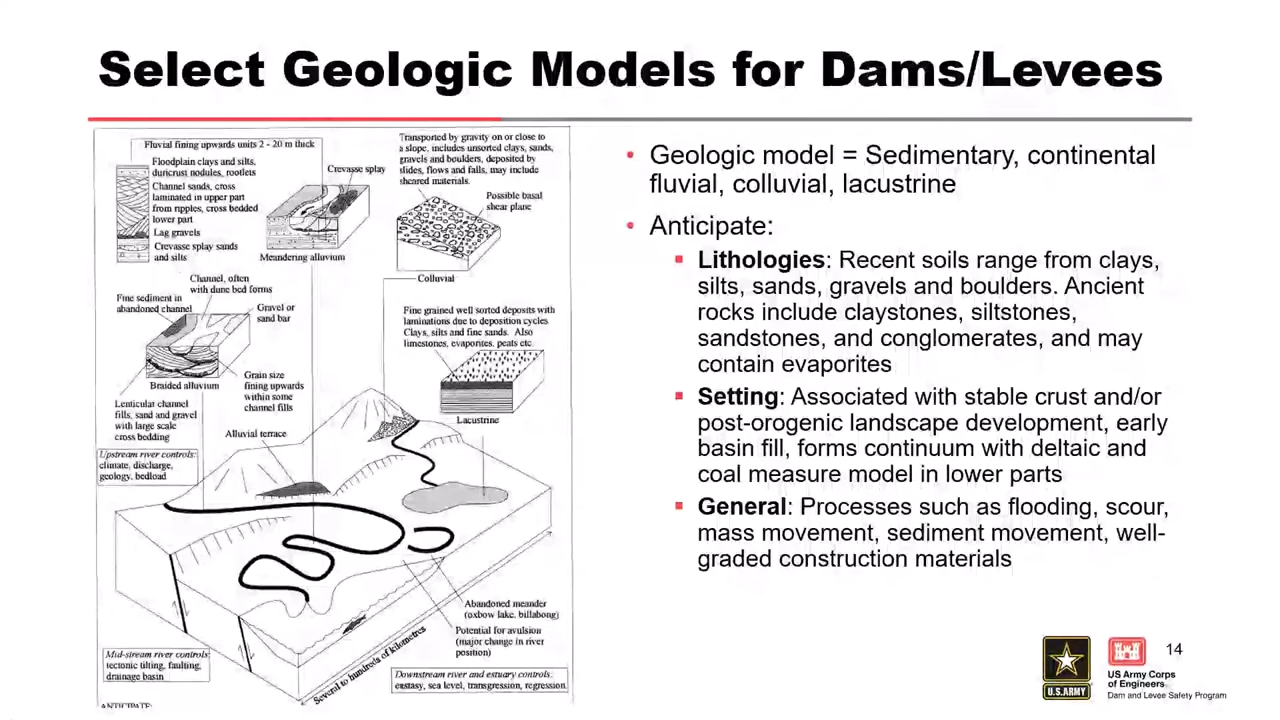 Select Geologic Models for Dams/Levees
Fluvial fining upwards units 2 - 20 m thick
Floodplain clays and silts,
duricrust nodules, rootlets
Channel sands, cross
laminated in upper part
from ripples, cross bedded
lower part
Lag gravels
Crevasse splay sands
and silts
Crevasse splay
Meandering alluvium
Transported by gravity on or close to
a slope, includes unsorted clays, sands,
gravels and boulders, deposited by
slides, flows and falls, may include
sheared materials.
Possible basal
shear plane
Colluvial
Channel, often
with dune bed forms
Fine sediment in
abandoned channel
Gravel or
sand bar
Braided alluvium
Grain size
fining upwards
within some
channel fills
Lenticular channel
fills, sand and gravel
with large scale
cross bedding
Fine grained well sorted deposits with
laminations due to deposition cycles
Clays, silts and fine sands. Also
limestones, evaporites, peats etc.
Lacustrine
Alluvial terrace
Upstream river controls:
climate, discharge,
geology, bedload
Abandoned meander
(oxbow lake, billabong)
Potential for avulsion
(major change in river
position)
Several to hundreds of kilometres
Mid-stream river controls:
tectonic tilting, faulting,
drainage basin
Downstream river and estuary controls:
eustasy, sea level, transgression, regression.
ANTICIPATE:
• Geologic model = Sedimentary, continental
fluvial, colluvial, lacustrine
• Anticipate:
▪ Lithologies: Recent soils range from clays,
silts, sands, gravels and boulders. Ancient
rocks include claystones, siltstones,
sandstones, and conglomerates, and may
contain evaporites
▪ Setting: Associated with stable crust and/or
post-orogenic landscape development, early
basin fill, forms continuum with deltaic and
coal measure model in lower parts
▪ General: Processes such as flooding, scour,
mass movement, sediment movement, well-
graded construction materials
U.S.ARMY
US Army Corps
of Engineers
Dam and Levee Safety Program
14